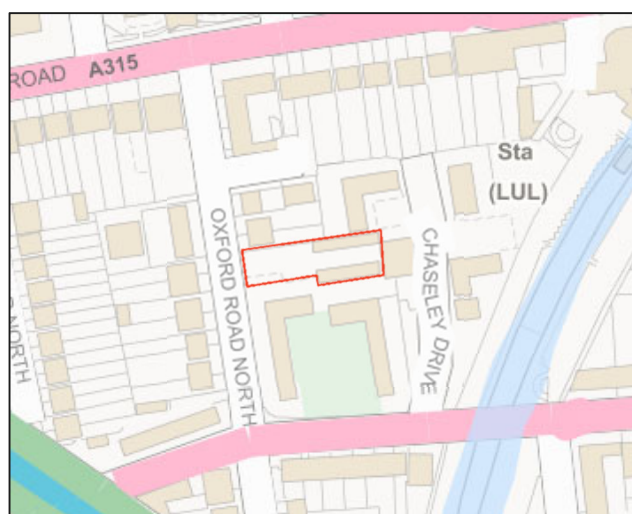 ROAD A315
Sta
(LUL)
OXFORD ROAD NORTH
CHASELEY DRIVE
NORTH